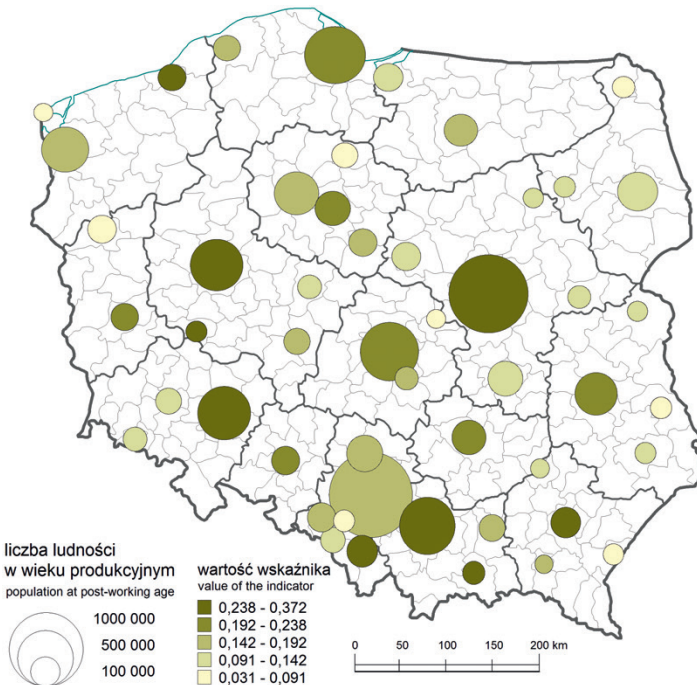 liczba ludności
w wieku produkcyjnym
population at post-working age
1000 000
500 000
100 000
wartość wskaźnika
value of the indicator
0,238 - 0,372
0,192 - 0,238
0,142 - 0,192
0,091 - 0,142
0,031 - 0,091
0 50 100 150 200 km